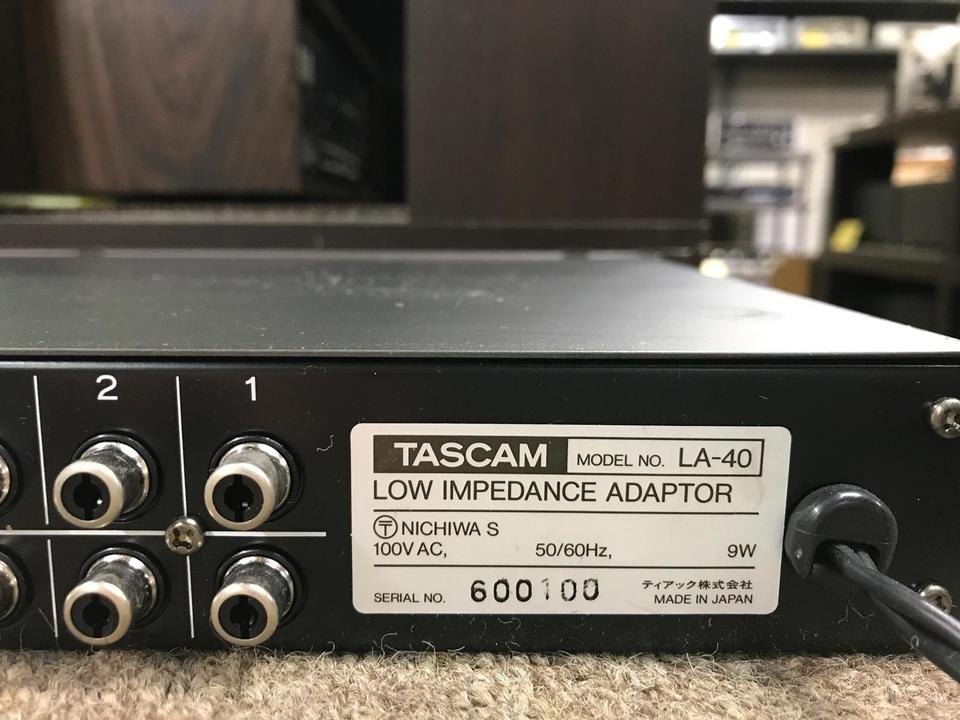 2 1
TASCAM MODEL NO. LA-40
LOW IMPEDANCE ADAPTOR
〒 NICHIWA S
100V AC, 50/60Hz, 9W
SERIAL NO. 600100 ティアック株式会社
MADE IN JAPAN